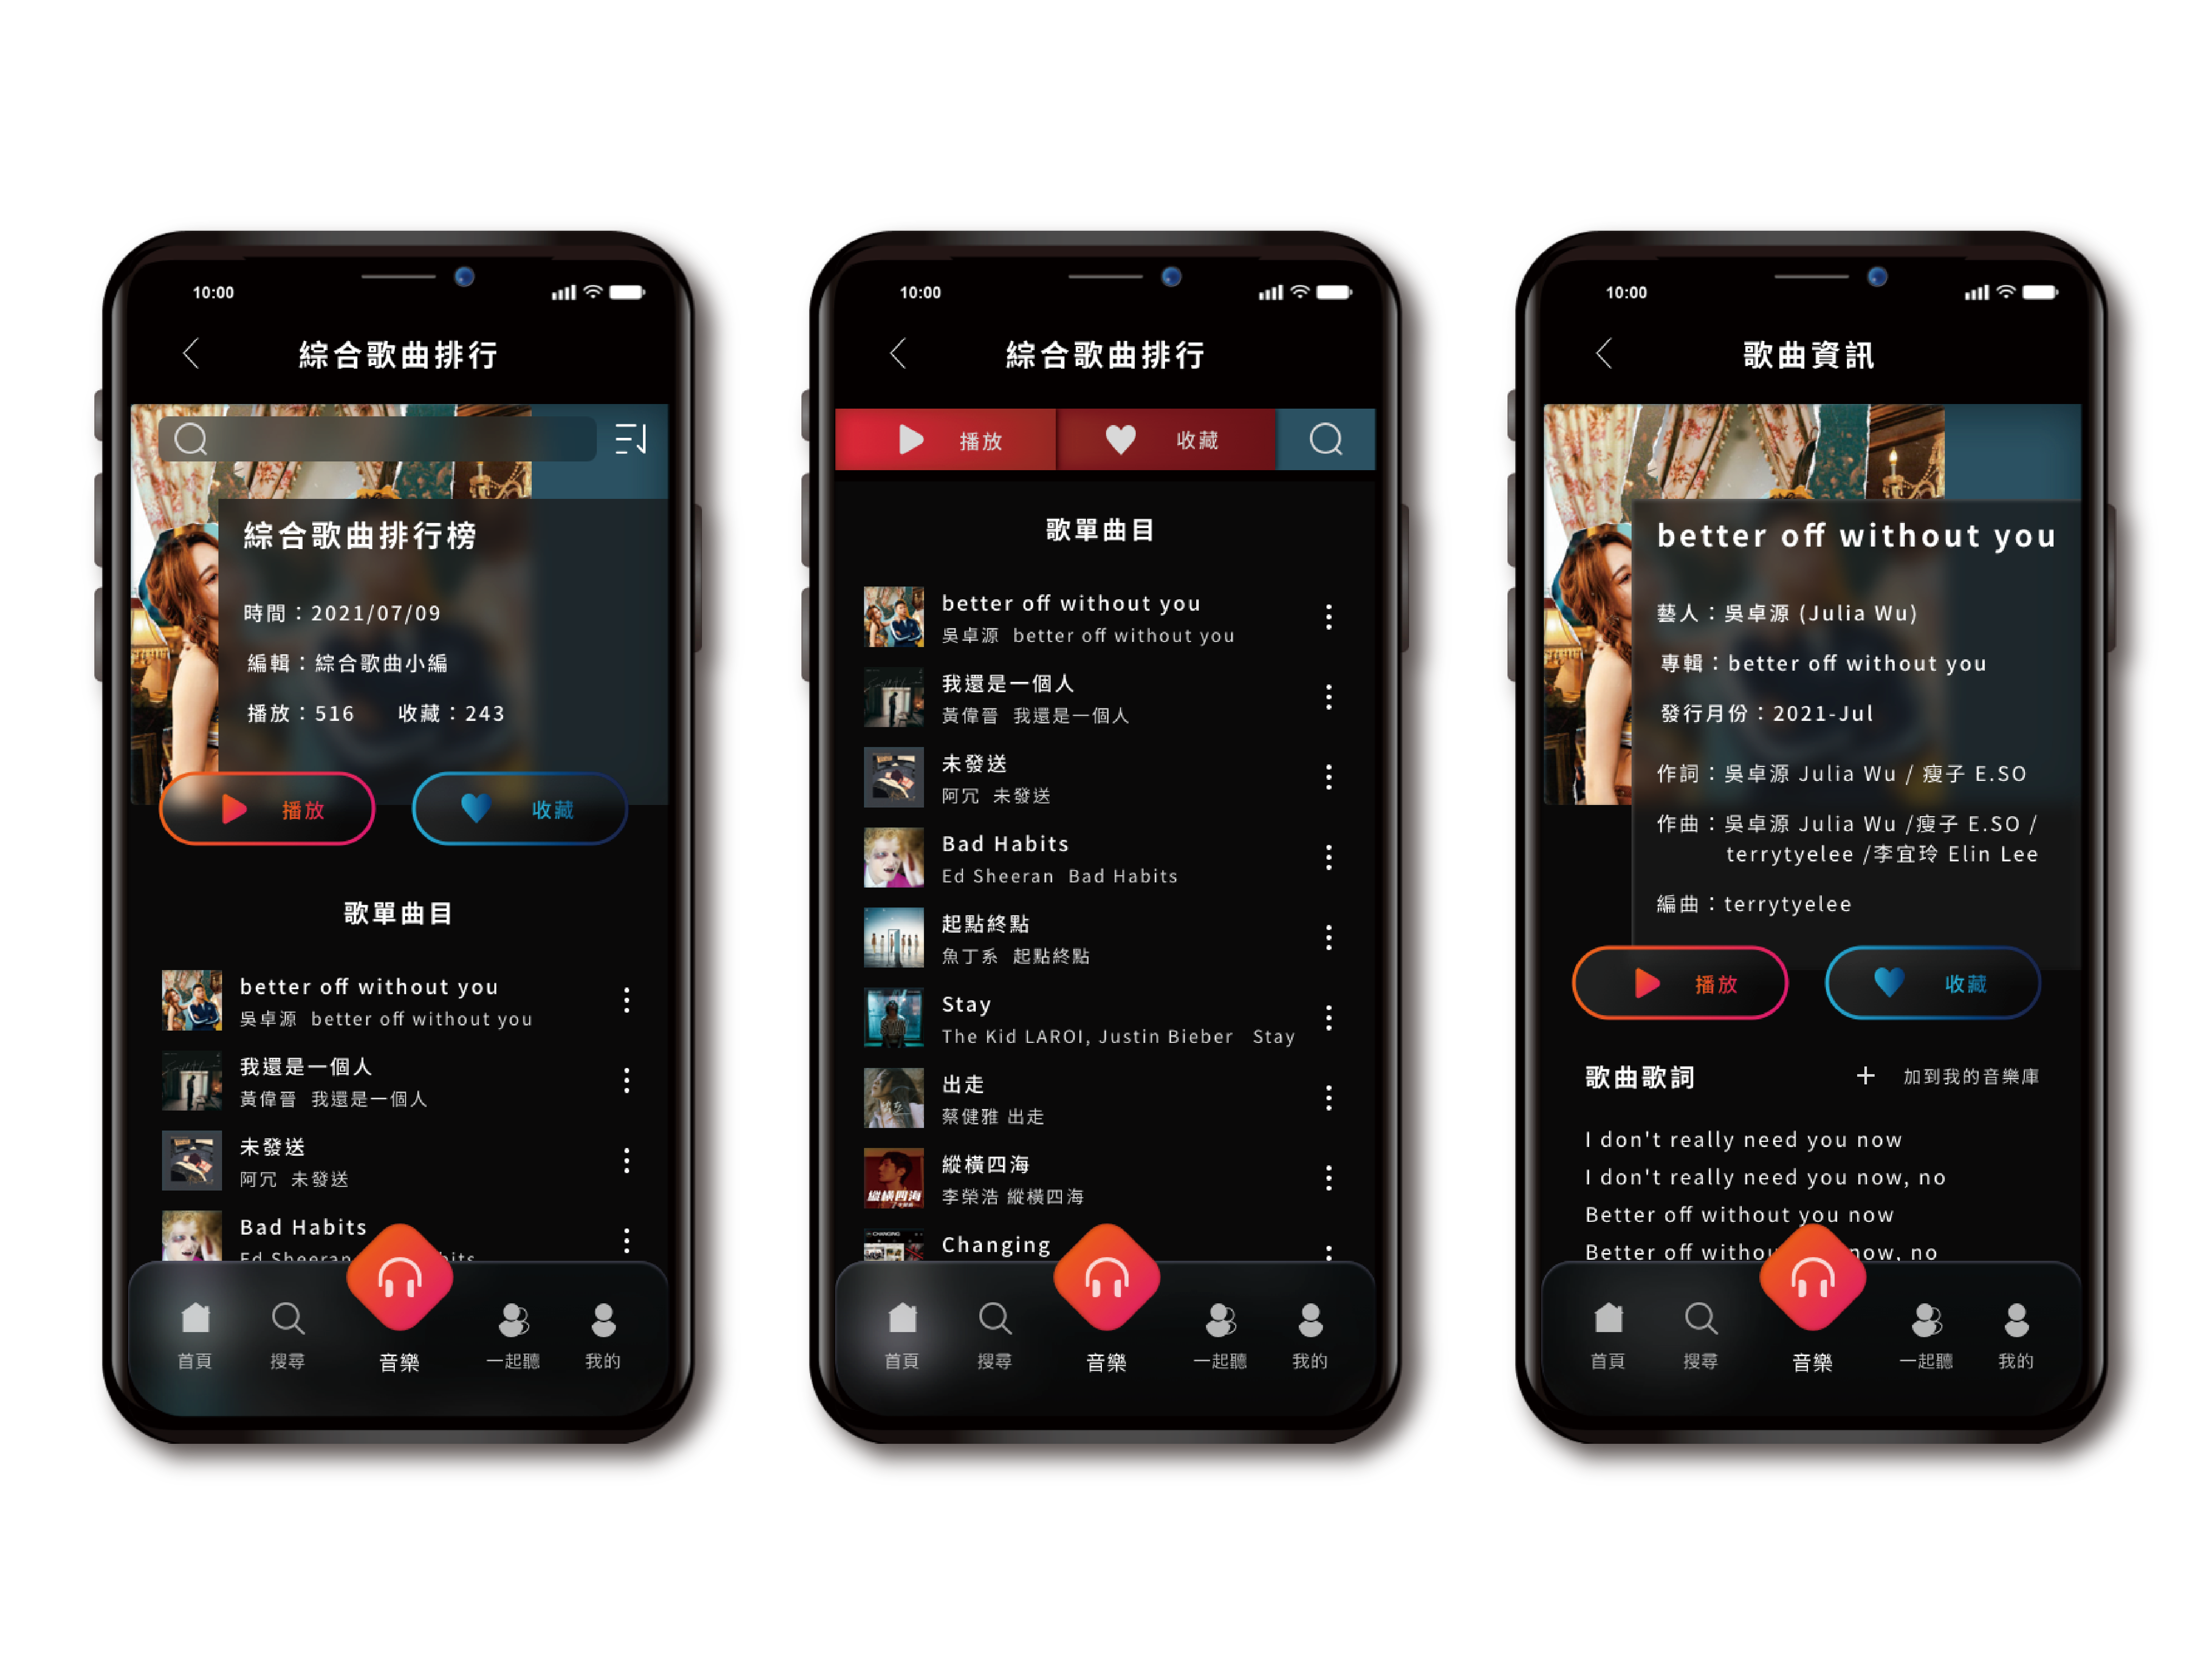 10:00
綜合歌曲排行
綜合歌曲排行榜
時間：2021/07/09
編輯：綜合歌曲小編
播放：516 收藏：243
播放 收藏
歌單曲目
better off without you
吳卓源 better off without you
我還是一個人
黃偉晉 我還是一個人
未發送
阿冗 未發送
Bad Habits
首頁 搜尋 音樂 一起聽 我的
10:00
綜合歌曲排行
播放 收藏
歌單曲目
better off without you
吳卓源 better off without you
我還是一個人
黃偉晉 我還是一個人
未發送
阿冗 未發送
Bad Habits
Ed Sheeran Bad Habits
起點終點
魚丁系 起點終點
Stay
The Kid LAROI, Justin Bieber Stay
出走
蔡健雅 出走
縱橫四海
李榮浩 縱橫四海
Changing
首頁 搜尋 音樂 一起聽 我的
10:00
歌曲資訊
better off without you
藝人：吳卓源 (Julia Wu)
專輯：better off without you
發行月份：2021-Jul
作詞：吳卓源 Julia Wu / 瘦子 E.SO
作曲：吳卓源 Julia Wu /瘦子 E.SO /
terrytyelee /李宜玲 Elin Lee
編曲：terrytyelee
播放 收藏
歌曲歌詞 + 加到我的音樂庫
I don't really need you now
I don't really need you now, no
Better off without you now
Better off now, no
首頁 搜尋 音樂 一起聽 我的